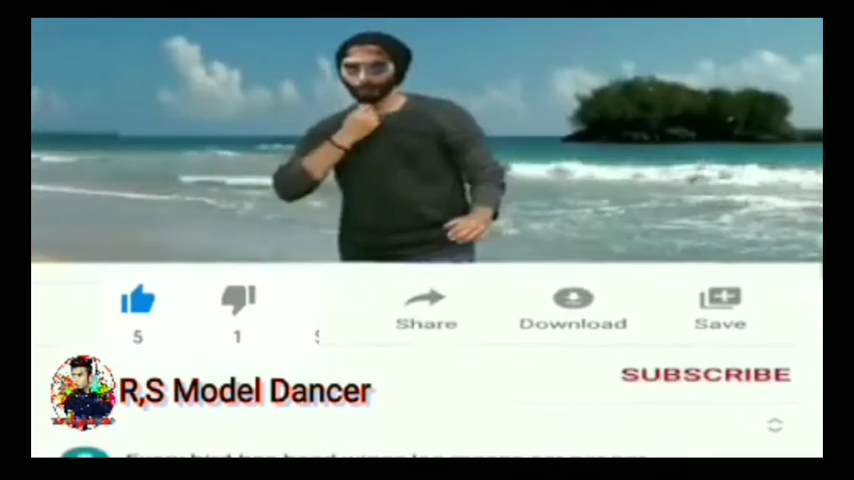 5
1
Share
Download
Save
R,S Model Dancer
SUBSCRIBE